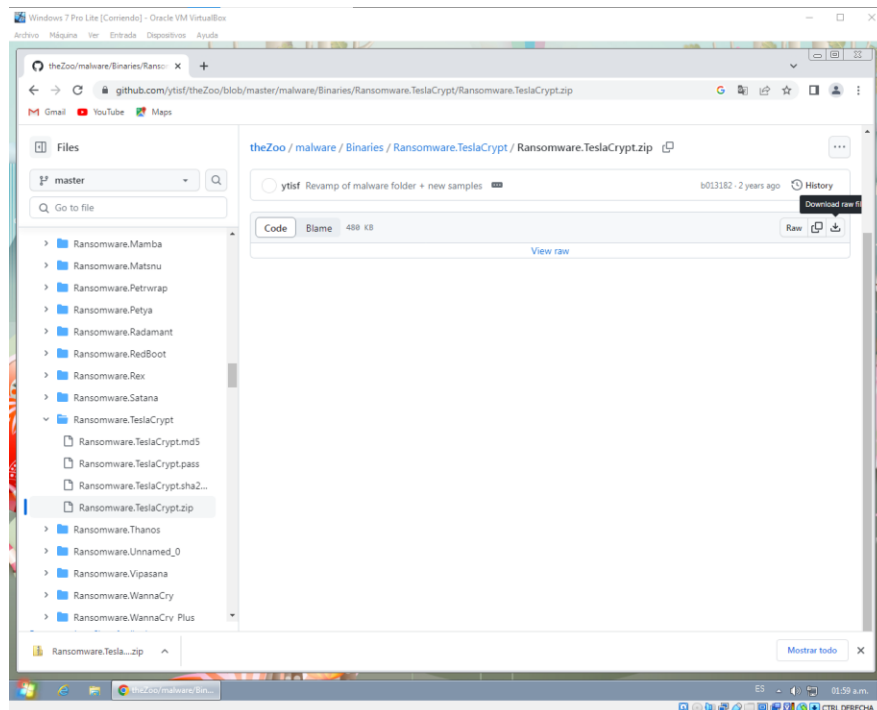 Windows 7 Pro Lite [Corriendo] - Oracle VM VirtualBox
Archivo Máquina Ver Entrada Dispositivos Ayuda
theZoo/malware/Binaries/Ranso
github.com/ytisf/theZoo/blob/master/malware/Binaries/Ransomware.TeslaCrypt/Ransomware.TeslaCrypt.zip
Gmail YouTube Maps
Files
theZoo / malware / Binaries / Ransomware.TeslaCrypt / Ransomware.TeslaCrypt.zip
master
ytisf Revamp of malware folder + new samples
b013182 · 2 years ago History
Go to file
Download raw fi
Code Blame 480 KB
Raw
View raw
Ransomware.Mamba
Ransomware.Matsnu
Ransomware.Petrwrap
Ransomware.Petya
Ransomware.Radamant
Ransomware.RedBoot
Ransomware.Rex
Ransomware.Satana
Ransomware.TeslaCrypt
Ransomware.TeslaCrypt.md5
Ransomware.TeslaCrypt.pass
Ransomware.TeslaCrypt.sha2...
Ransomware.TeslaCrypt.zip
Ransomware.Thanos
Ransomware.Unnamed_0
Ransomware.Vipasana
Ransomware.WannaCry
Ransomware.WannaCry Plus
Ransomware.Tesla....zip
Mostrar todo
theZoo/malware/Bin...
ES
01:59 a.m.
CTRL DERECHA